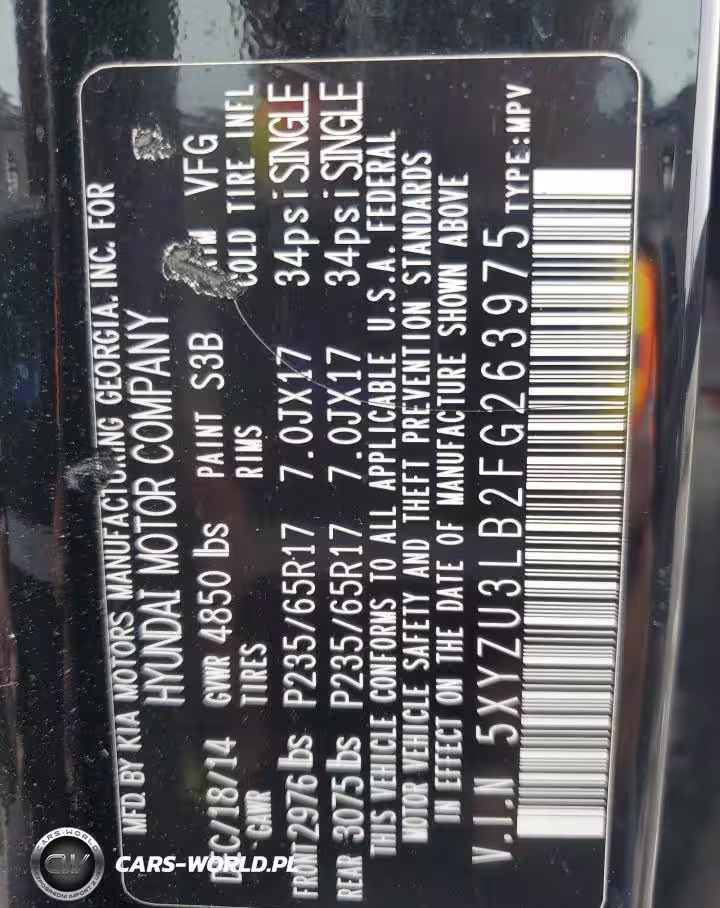 MFD.BY KIA MOTORS MANUFACTURING GEORGIA. INC. FOR
HYUNDAI MOTOR COMPANY
DEC/18/14 GVWR 4850 lbs PAINT S3B VFG
GAWR TIRES RIMS COLD TIRE INFL
FRONT 2976 lbs P235/65R17 7.0JX17 34psi SINGLE
REAR 3075 lbs P235/65R17 7.0JX17 34psi SINGLE
THIS VEHICLE CONFORMS TO ALL APPLICABLE U.S.A. FEDERAL
MOTOR VEHICLE SAFETY AND THEFT PREVENTION STANDARDS
IN EFFECT ON THE DATE OF MANUFACTURE SHOWN ABOVE
V.I.N 5XYZU3LB2FG263975 TYPE:MPV
CARS-WORLD
CW
CARS-WORLD.PL